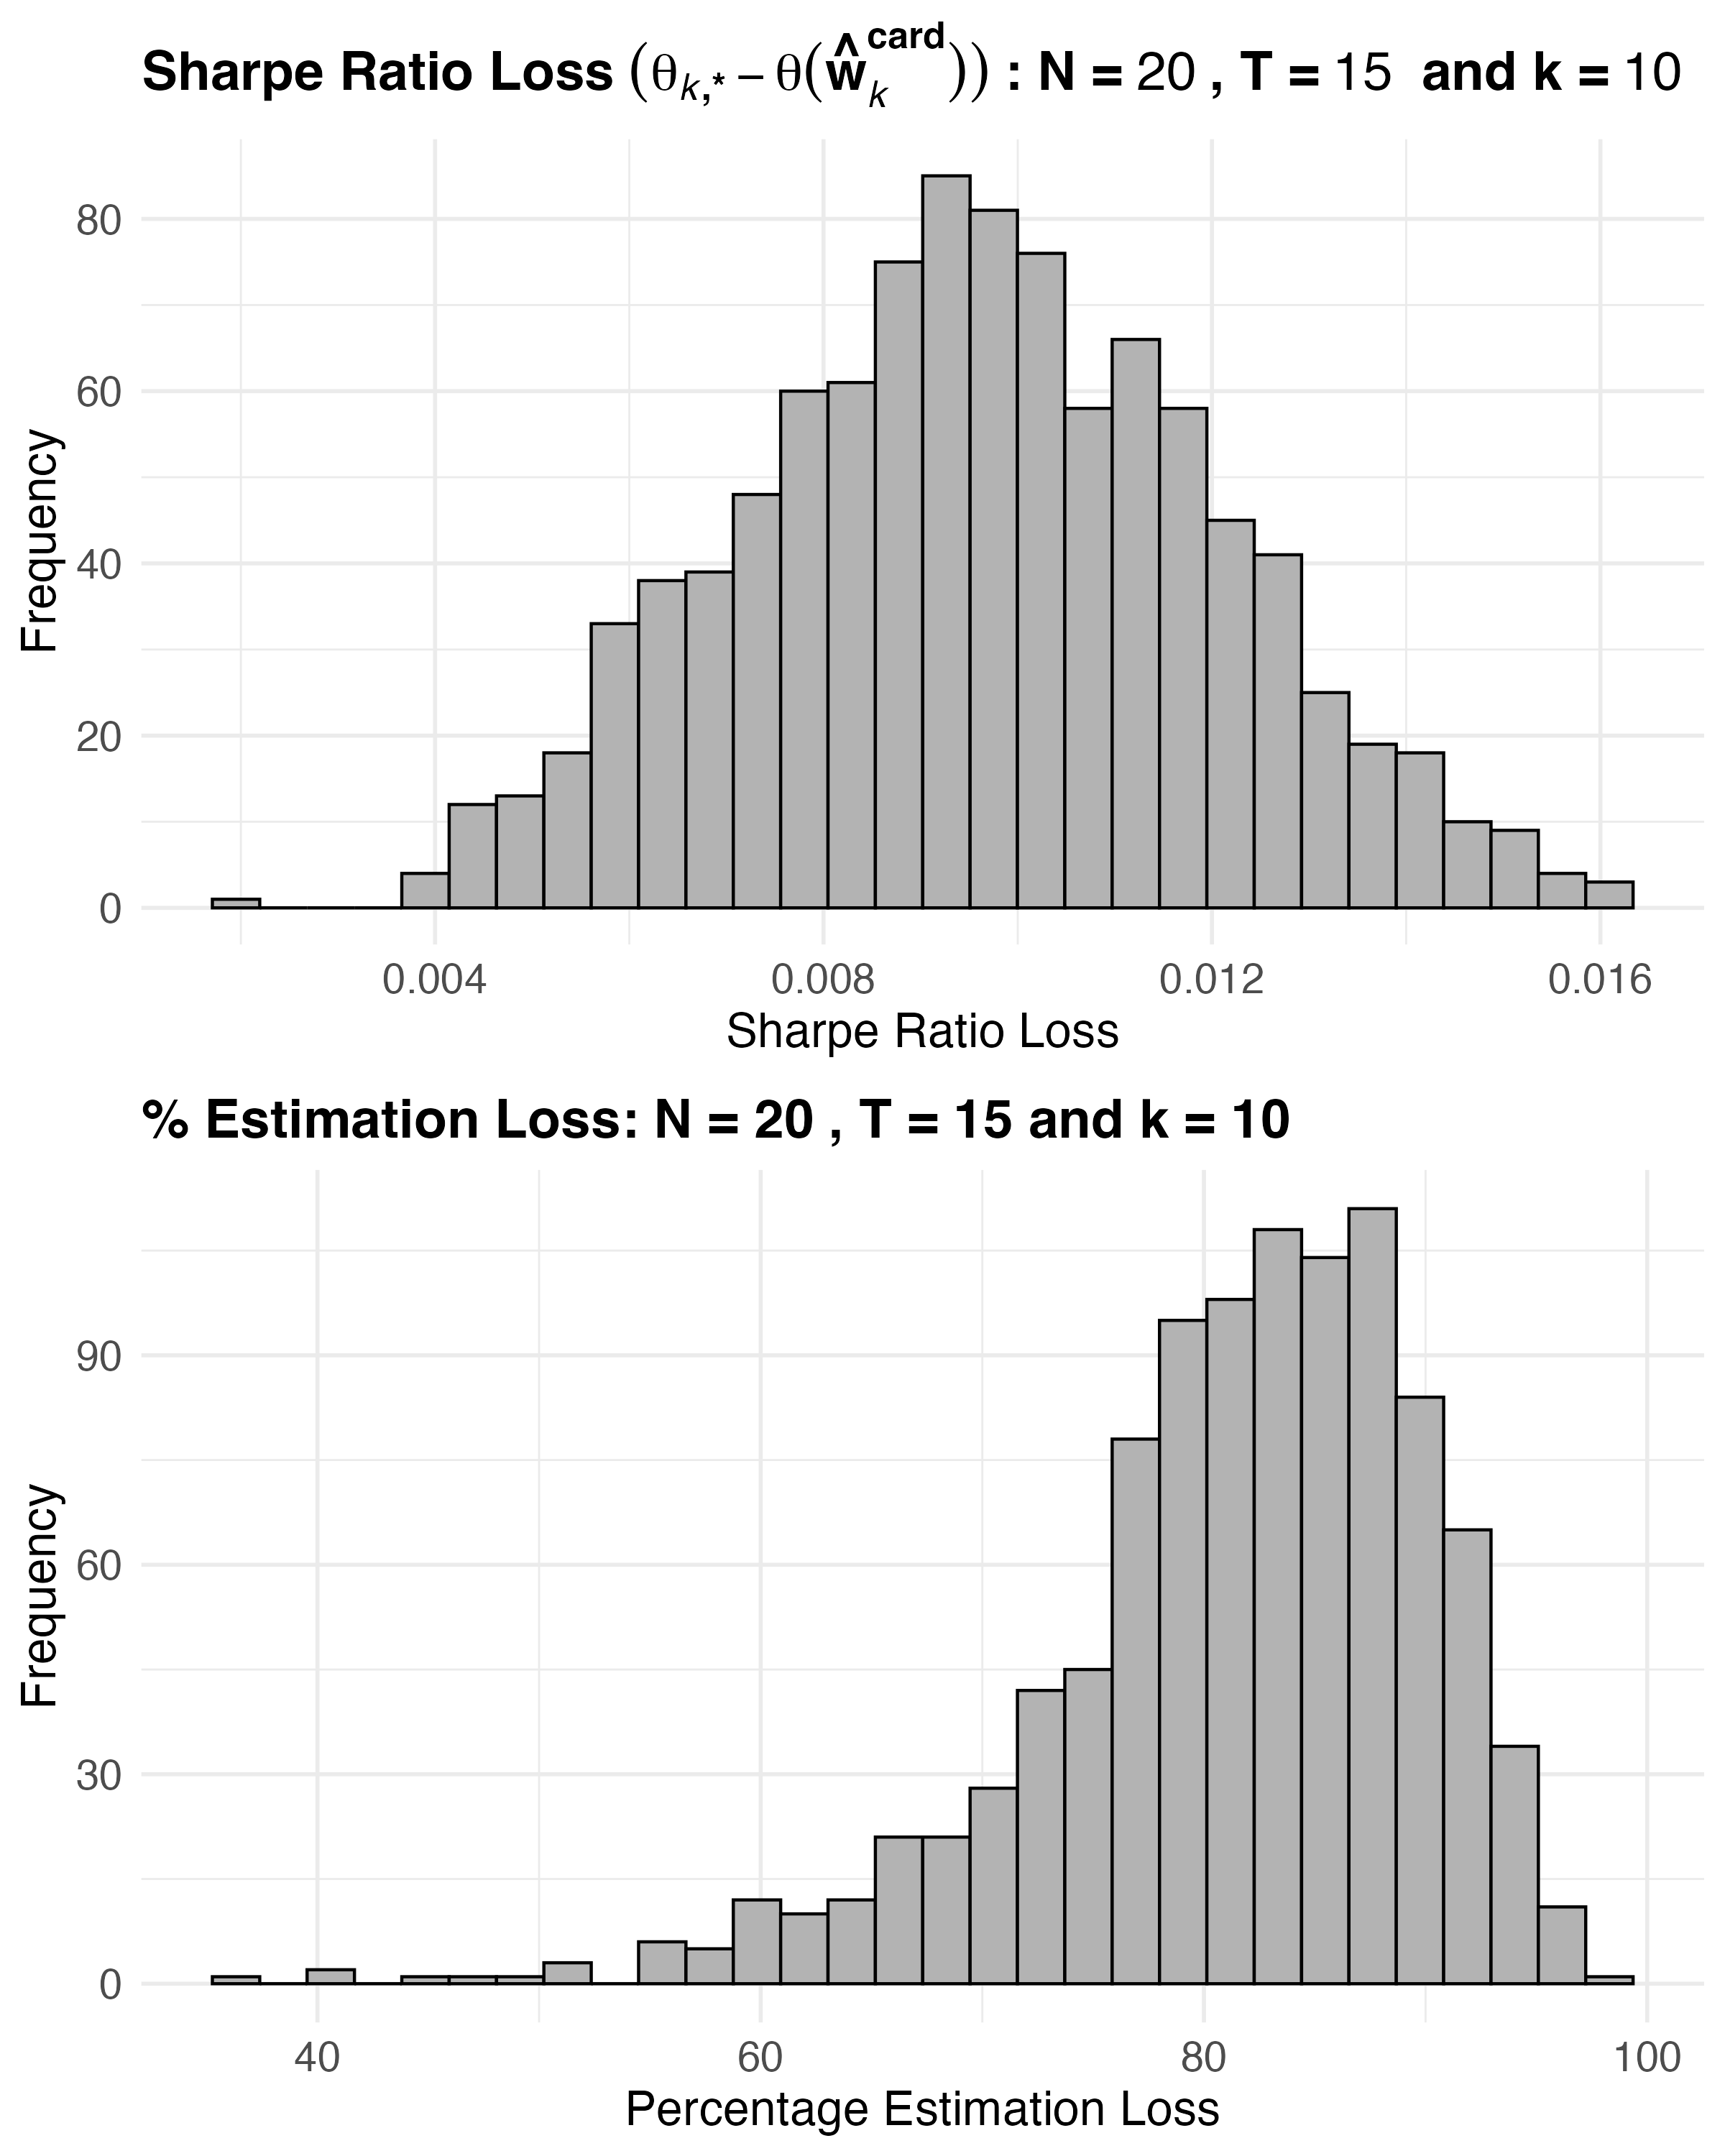 Sharpe Ratio Loss (θk,* − θ(ŵk^card)) : N = 20 , T = 15 and k = 10
80
60
40
20
0
Frequency
0.004 0.008 0.012 0.016
Sharpe Ratio Loss
% Estimation Loss: N = 20 , T = 15 and k = 10
90
60
30
0
Frequency
40 60 80 100
Percentage Estimation Loss